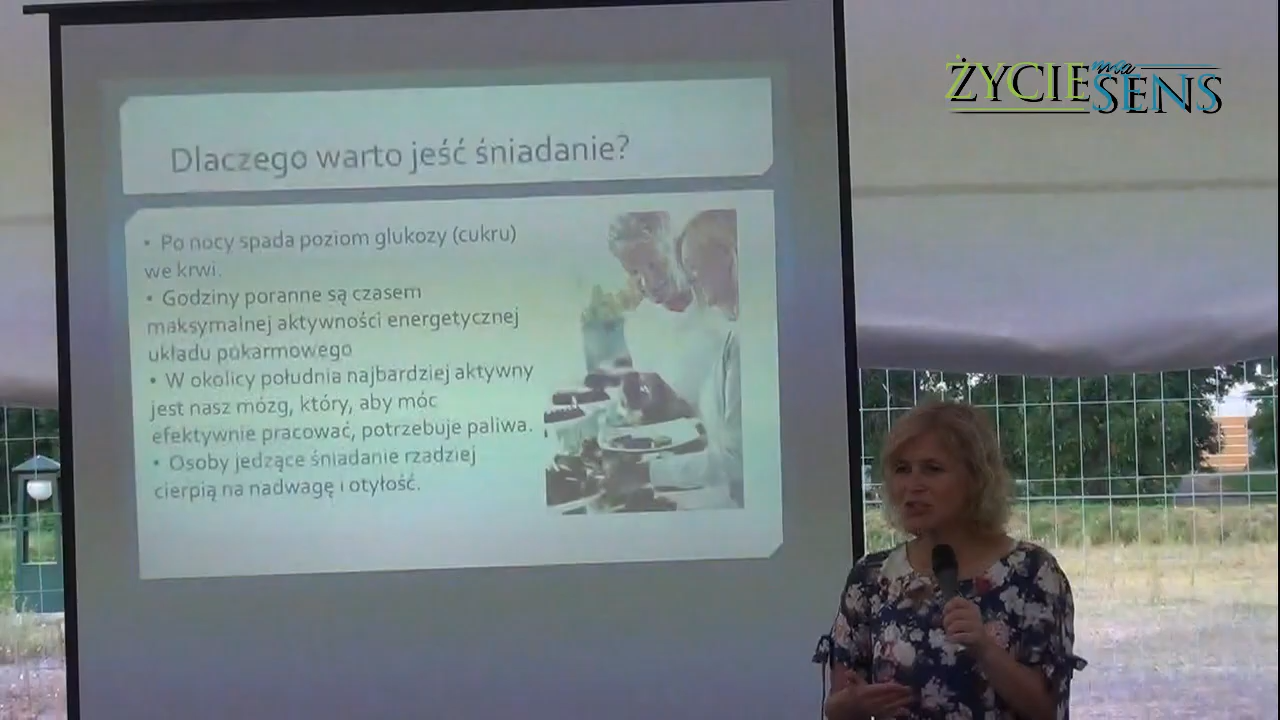 ŻYCIE ma SENS
Dlaczego warto jeść śniadanie?
• Po nocy spada poziom glukozy (cukru)
we krwi.
• Godziny poranne są czasem
maksymalnej aktywności energetycznej
układu pokarmowego
• W okolicy południa najbardziej aktywny
jest nasz mózg, który, aby móc
efektywnie pracować, potrzebuje paliwa.
• Osoby jedzące śniadanie rzadziej
cierpią na nadwagę i otyłość.